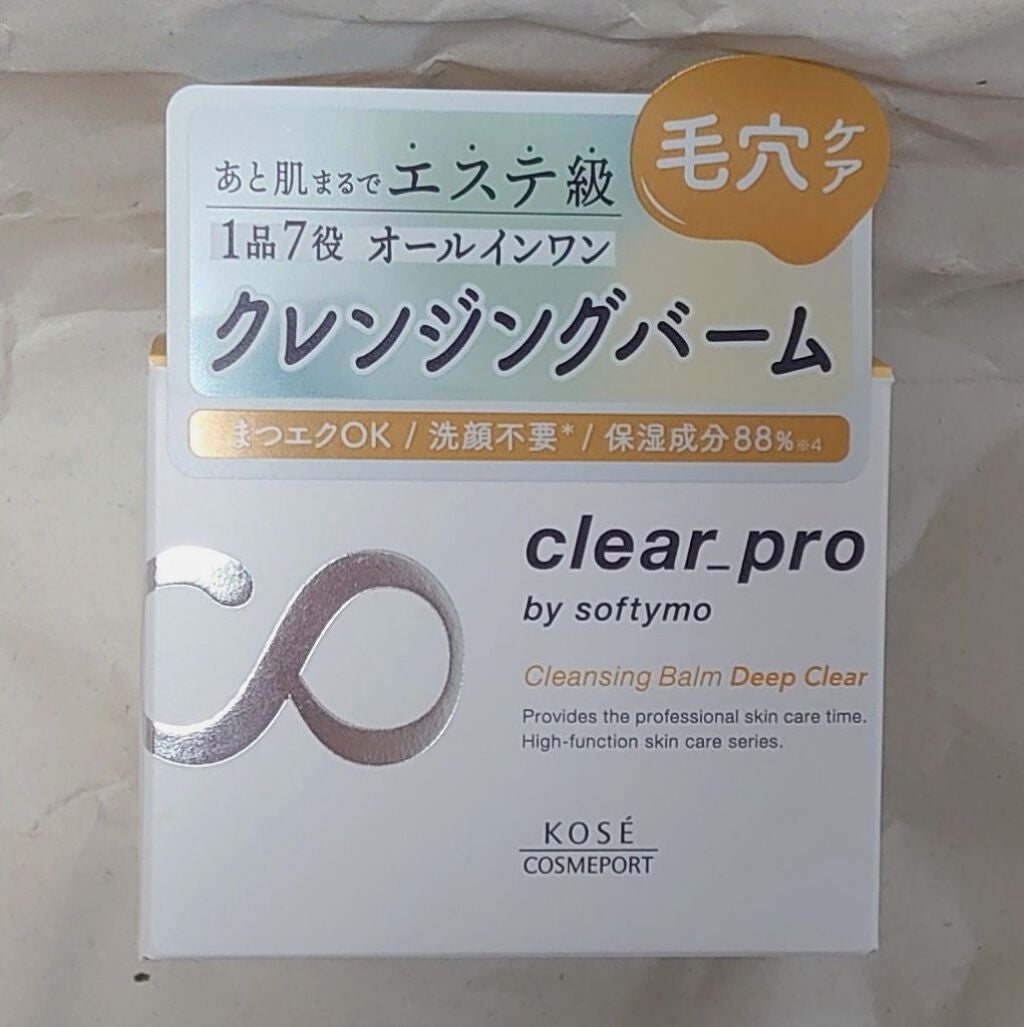 毛穴ケア
あと肌まるでエステ級
1品7役 オールインワン
クレンジングバーム
まつエクOK / 洗顔不要* / 保湿成分88%※4
clear_pro
by softymo
Cleansing Balm Deep Clear
Provides the professional skin care time.
High-function skin care series.
KOSÉ
COSMEPORT